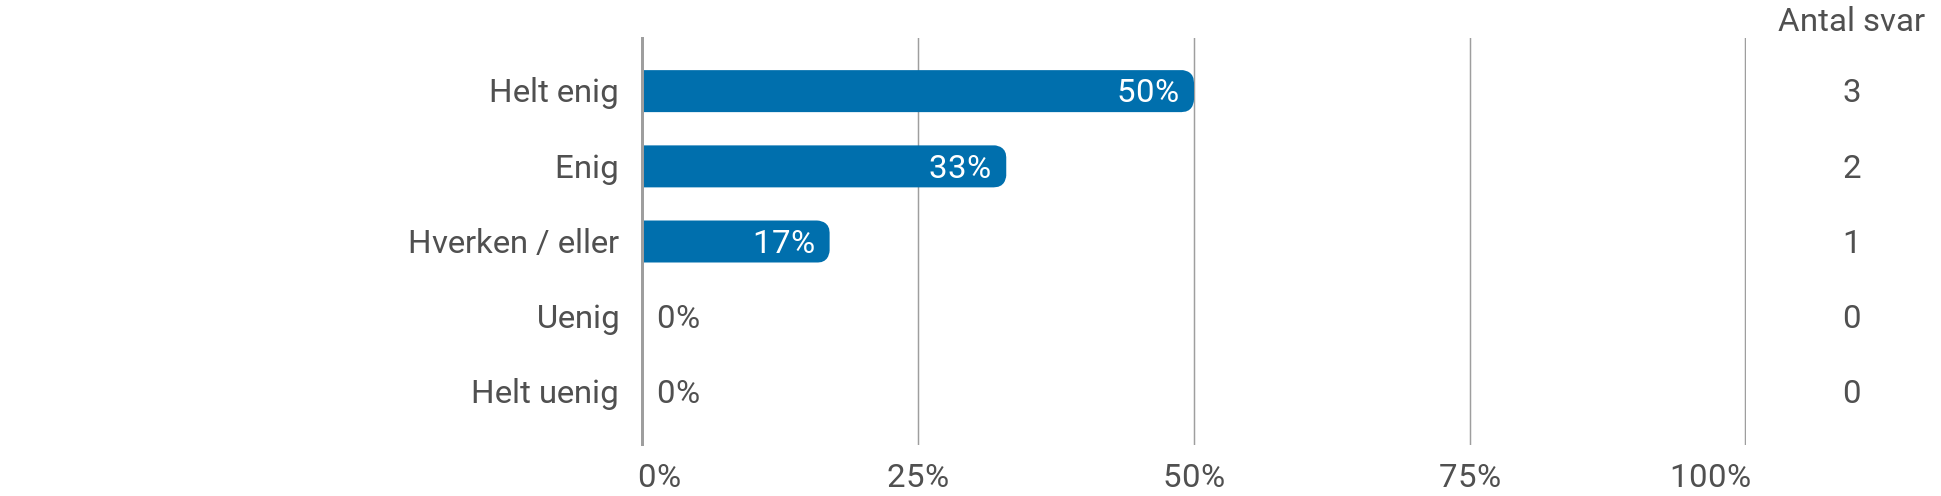 Antal svar
Helt enig 50% 3
Enig 33% 2
Hverken / eller 17% 1
Uenig 0% 0
Helt uenig 0% 0
0% 25% 50% 75% 100%